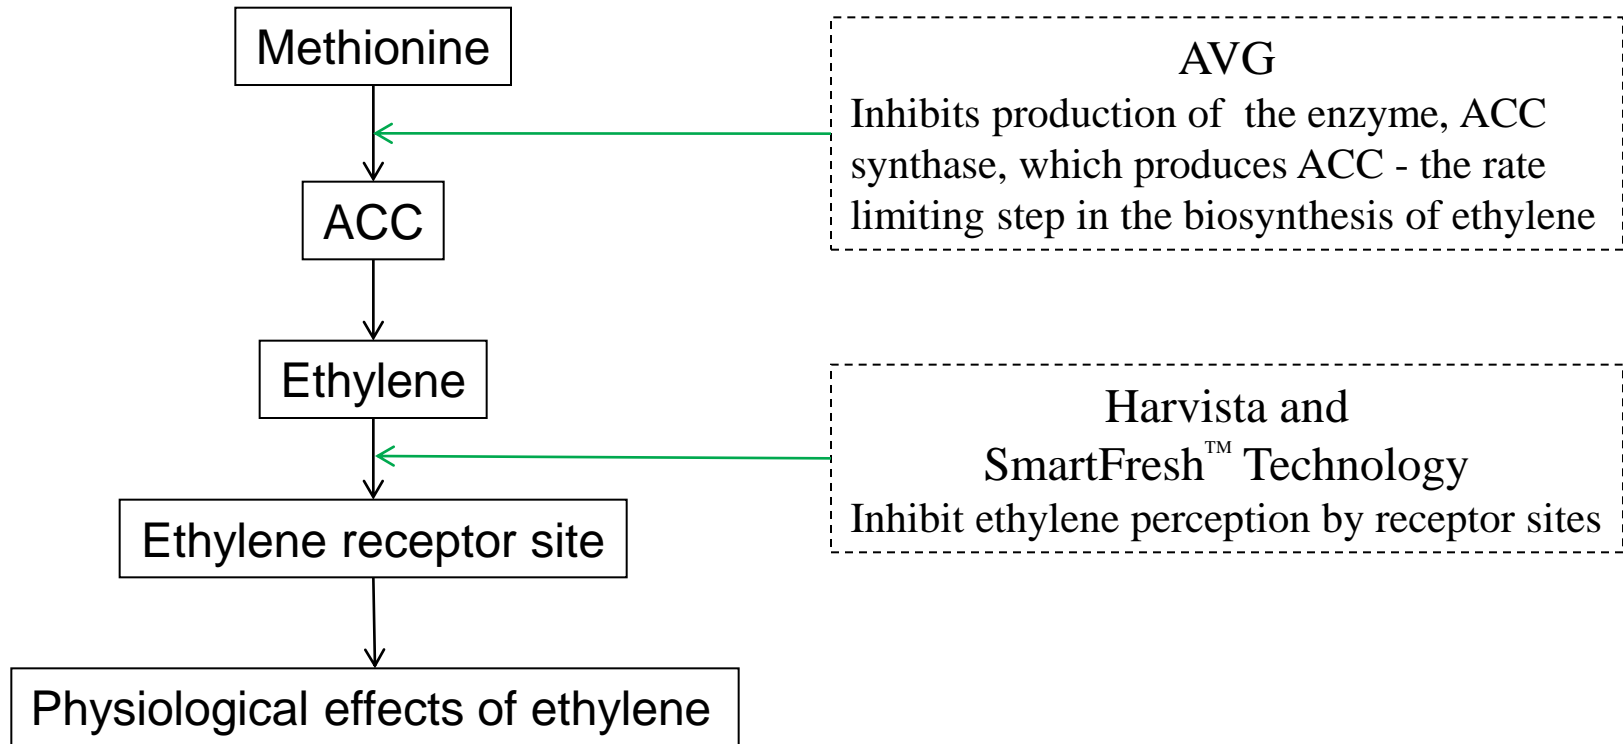 Methionine
AVG
Inhibits production of the enzyme, ACC
synthase, which produces ACC - the rate
limiting step in the biosynthesis of ethylene
ACC
Ethylene
Harvista and
SmartFresh™ Technology
Inhibit ethylene perception by receptor sites
Ethylene receptor site
Physiological effects of ethylene